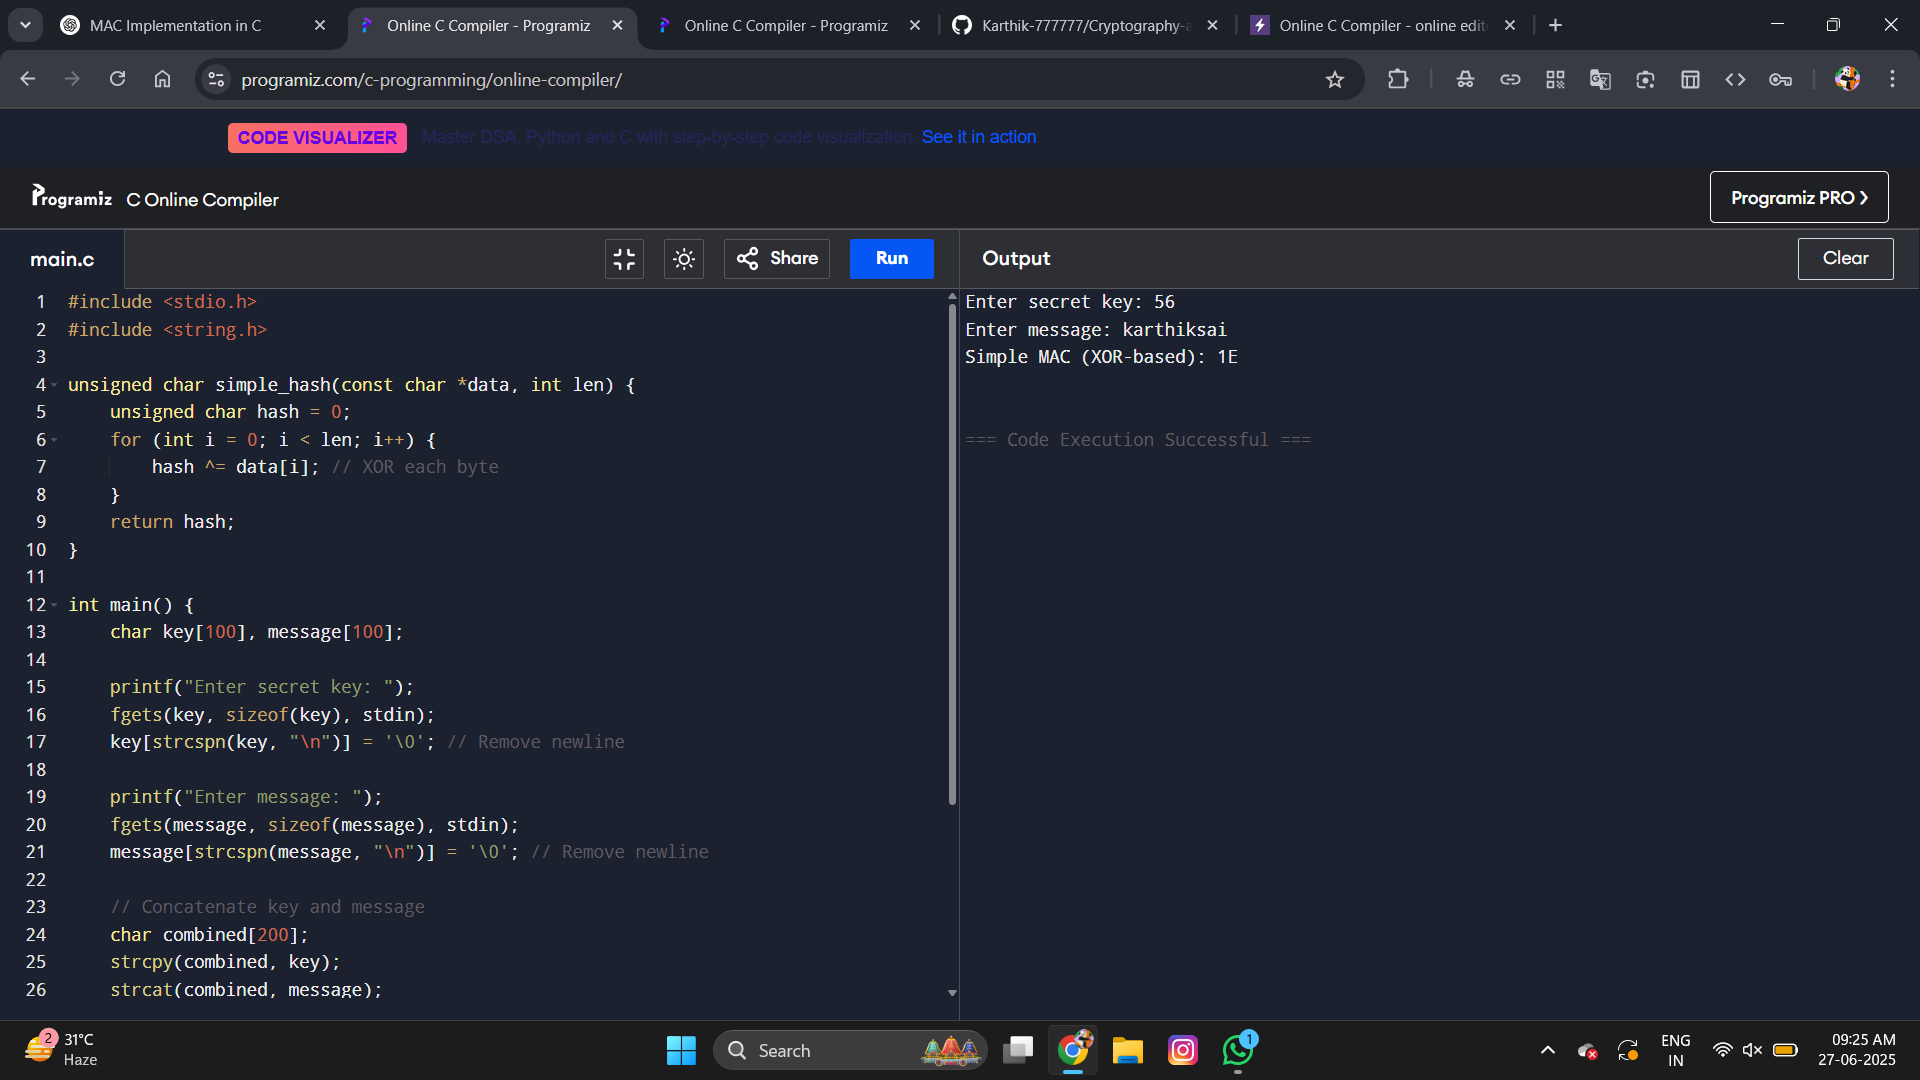 MAC Implementation in C
Online C Compiler - Programiz
Online C Compiler - Programiz
Karthik-777777/Cryptography-a
Online C Compiler - online edit
programiz.com/c-programming/online-compiler/
CODE VISUALIZER Master DSA, Python and C with step-by-step code visualization. See it in action
Programiz C Online Compiler
Programiz PRO
main.c
Share
Run
Output
Clear
1 #include <stdio.h>
2 #include <string.h>
3
4 unsigned char simple_hash(const char *data, int len) {
5 unsigned char hash = 0;
6 for (int i = 0; i < len; i++) {
7 hash ^= data[i]; // XOR each byte
8 }
9 return hash;
10 }
11
12 int main() {
13 char key[100], message[100];
14
15 printf("Enter secret key: ");
16 fgets(key, sizeof(key), stdin);
17 key[strcspn(key, "\n")] = '\0'; // Remove newline
18
19 printf("Enter message: ");
20 fgets(message, sizeof(message), stdin);
21 message[strcspn(message, "\n")] = '\0'; // Remove newline
22
23 // Concatenate key and message
24 char combined[200];
25 strcpy(combined, key);
26 strcat(combined, message);
Enter secret key: 56
Enter message: karthiksai
Simple MAC (XOR-based): 1E
=== Code Execution Successful ===
2
31°C
Haze
Search
1
ENG
IN
09:25 AM
27-06-2025